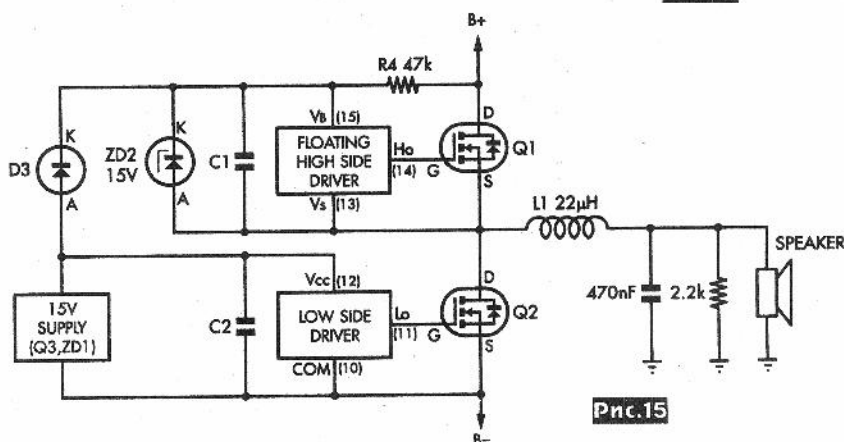 B+
R4 47k
D
Q1
G
S
K
D3
A
K
ZD2
15V
A
C1
VB (15)
FLOATING
HIGH SIDE
DRIVER
Ho
(14)
Vs (13)
L1 22µH
SPEAKER
470nF
2.2k
15V
SUPPLY
(Q3,ZD1)
C2
Vcc (12)
LOW SIDE
DRIVER
Lo
(11)
COM (10)
D
Q2
G
S
B–
Рис.15